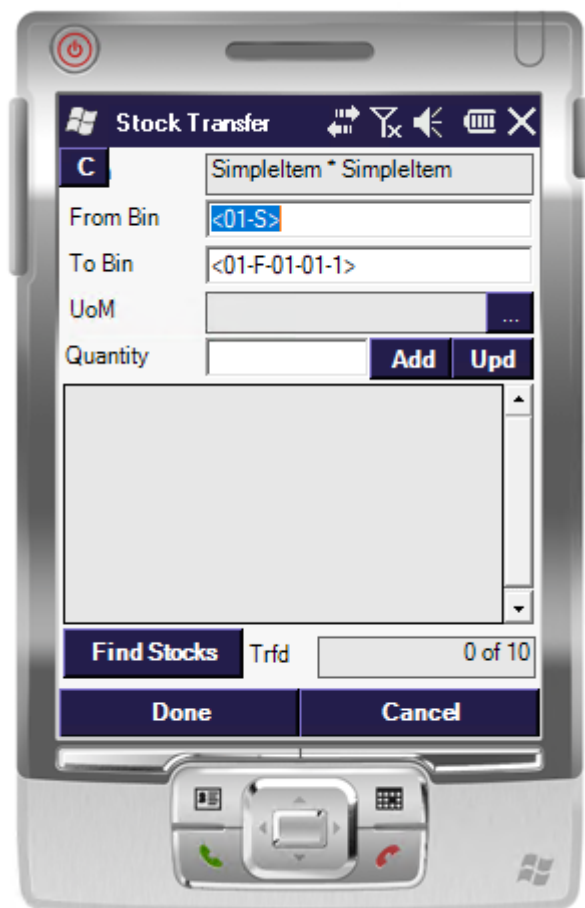 Stock Transfer
C SimpleItem * SimpleItem
From Bin <01-S>
To Bin <01-F-01-01-1>
UoM ...
Quantity Add Upd
Find Stocks Trfd 0 of 10
Done Cancel